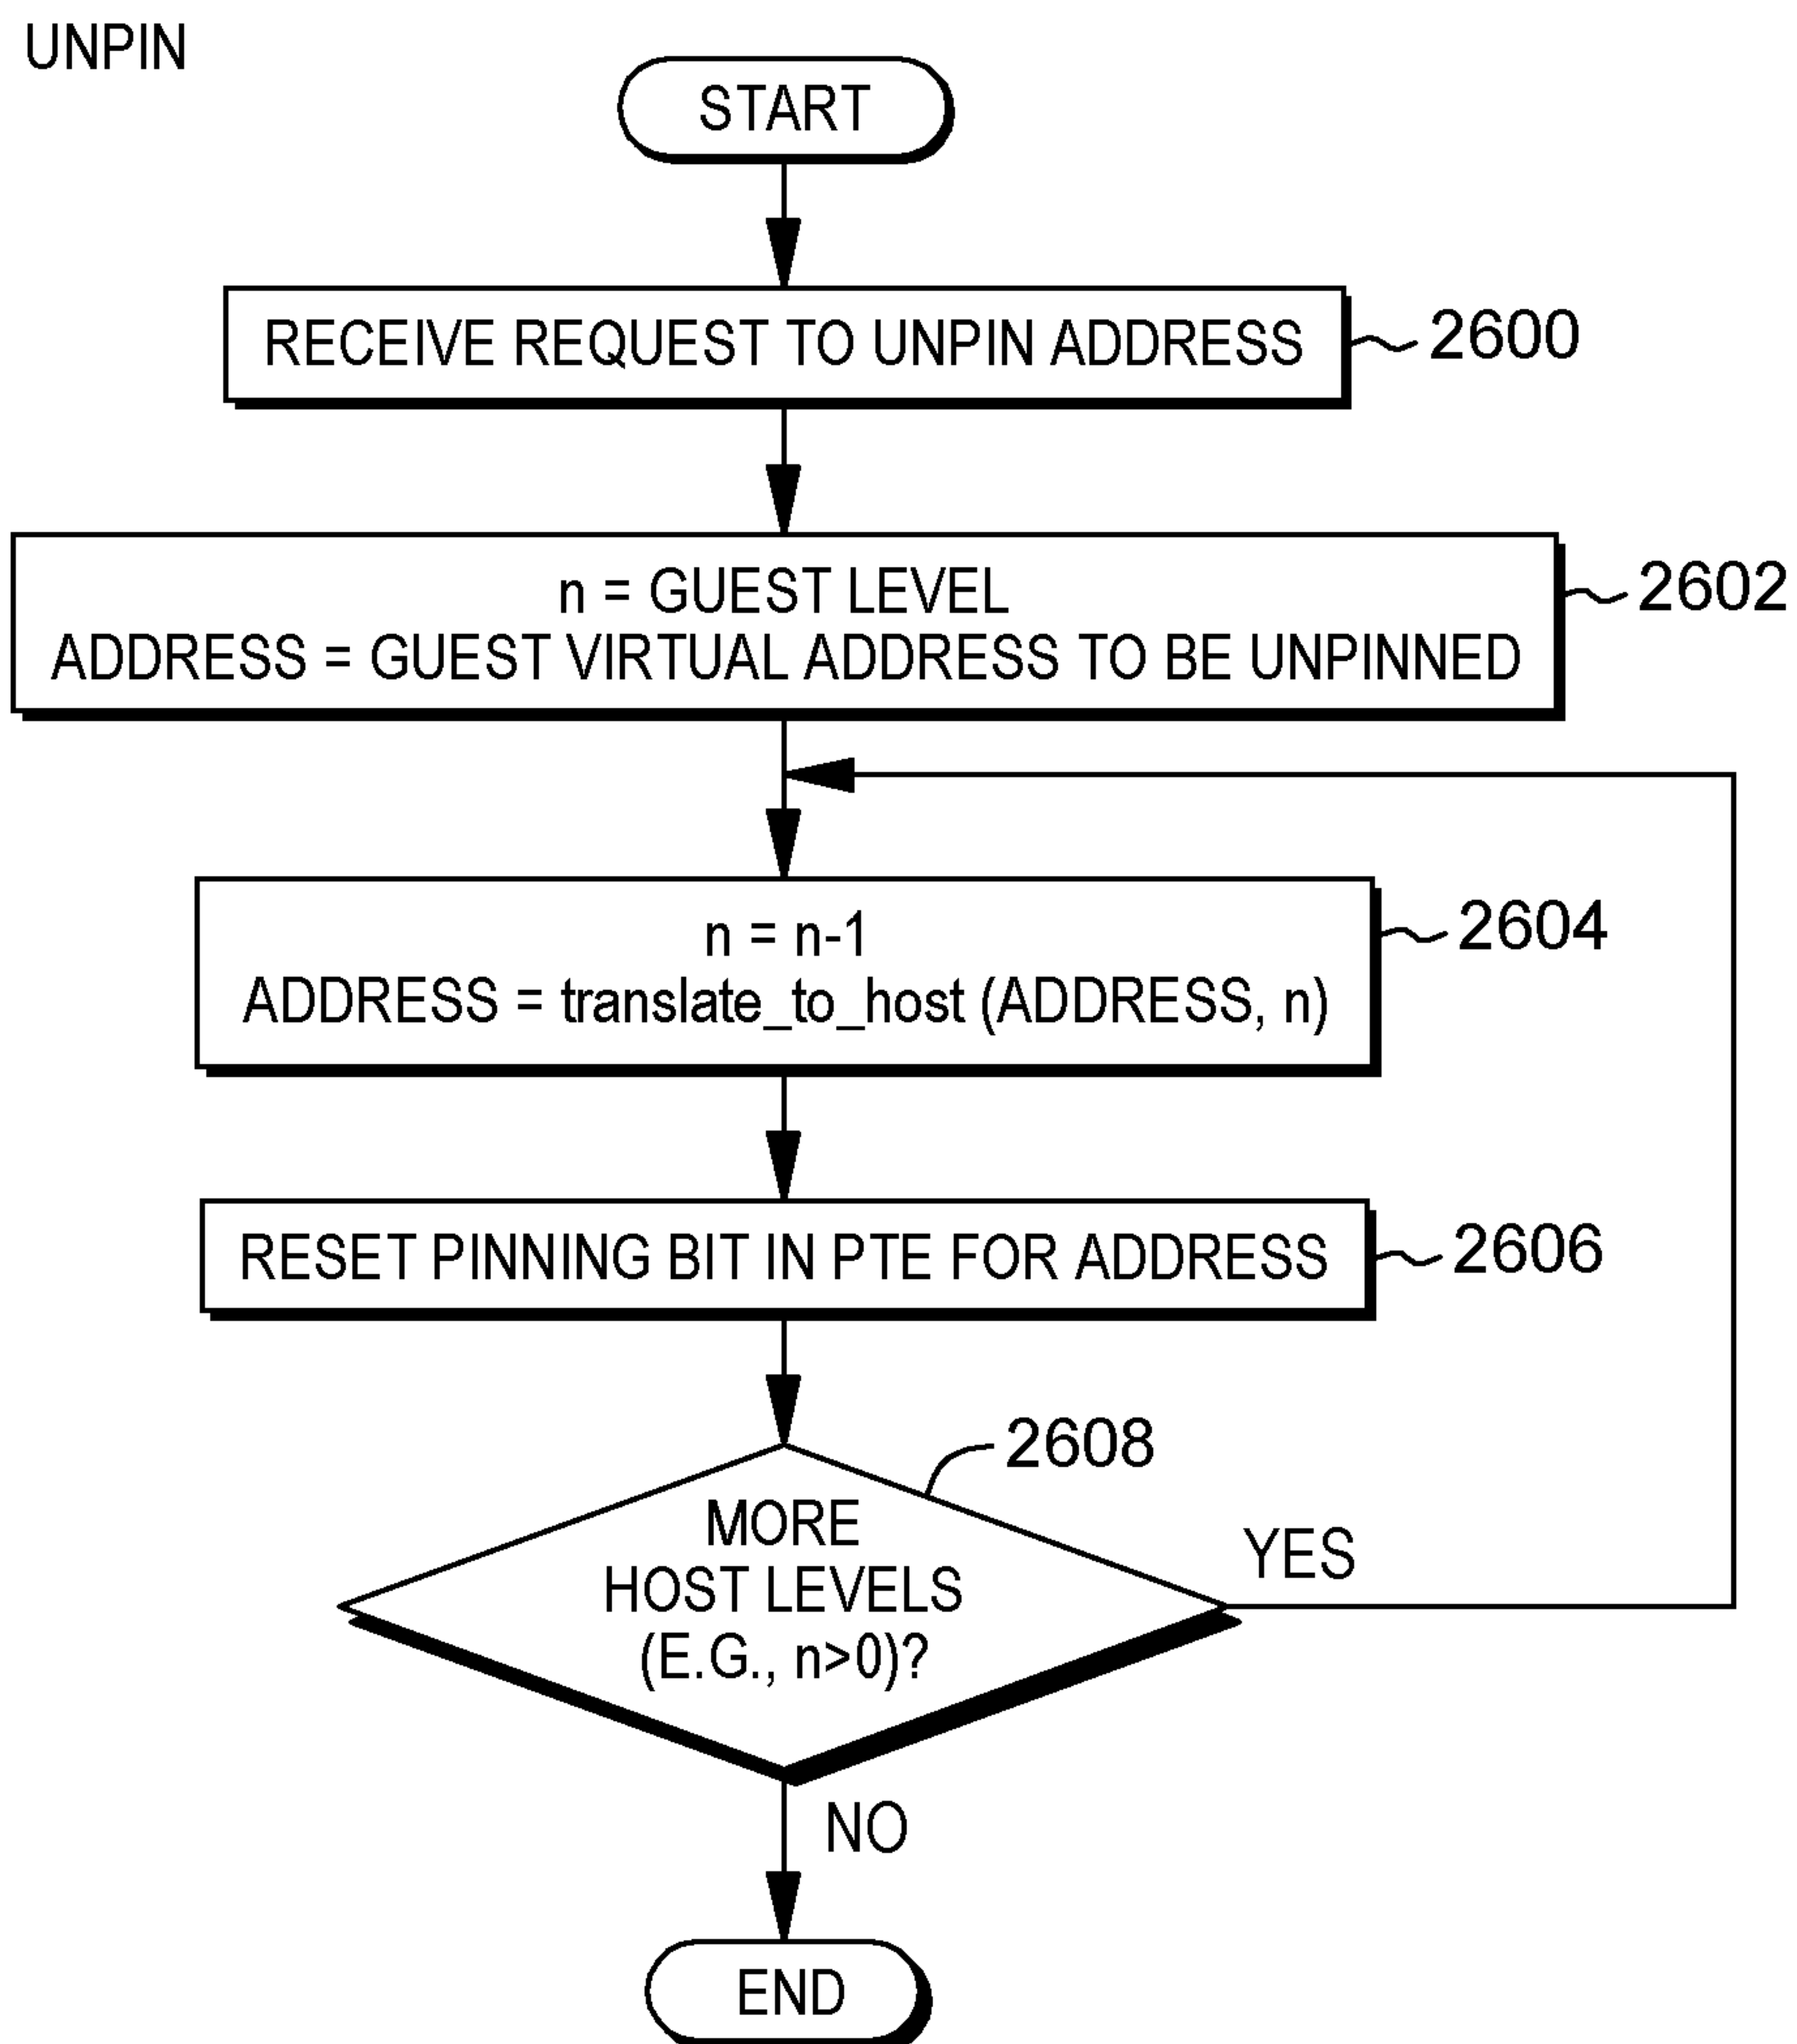 UNPIN
START
RECEIVE REQUEST TO UNPIN ADDRESS
2600
n = GUEST LEVEL
ADDRESS = GUEST VIRTUAL ADDRESS TO BE UNPINNED
2602
n = n-1
ADDRESS = translate_to_host (ADDRESS, n)
2604
RESET PINNING BIT IN PTE FOR ADDRESS
2606
2608
MORE
HOST LEVELS
(E.G., n>0)?
YES
NO
END